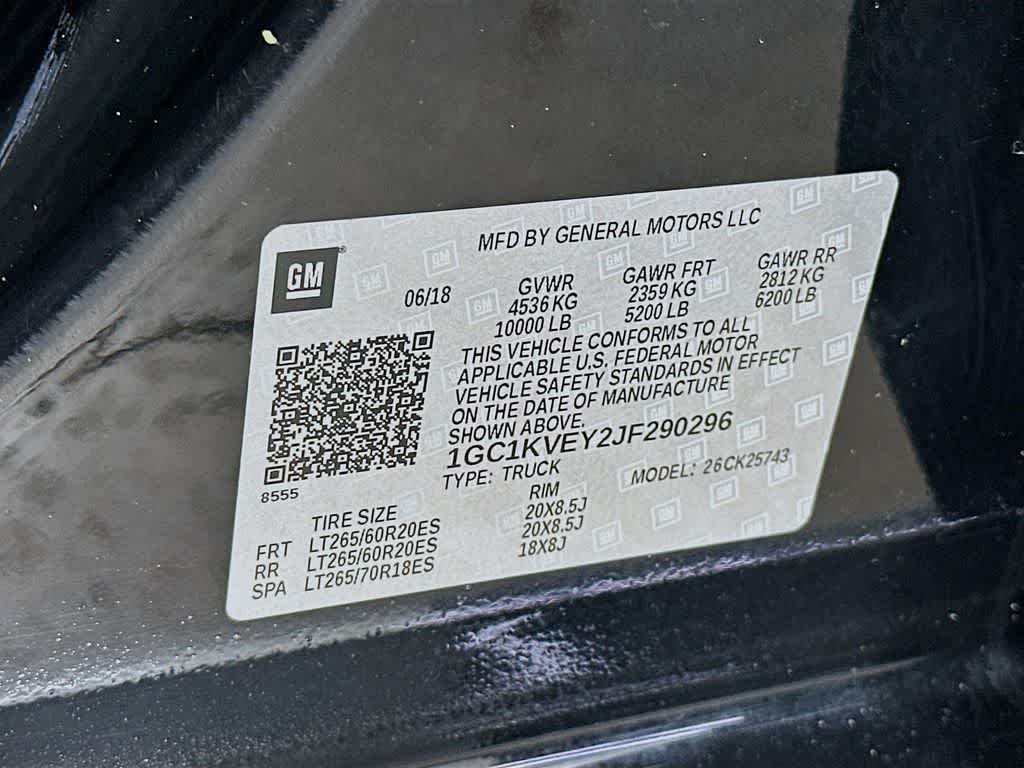 MFD BY GENERAL MOTORS LLC
GM
06/18
GVWR GAWR FRT GAWR RR
4536 KG 2359 KG 2812 KG
10000 LB 5200 LB 6200 LB
THIS VEHICLE CONFORMS TO ALL
APPLICABLE U.S. FEDERAL MOTOR
VEHICLE SAFETY STANDARDS IN EFFECT
ON THE DATE OF MANUFACTURE
SHOWN ABOVE.
1GC1KVEY2JF290296
TYPE: TRUCK MODEL: 26CK25743
8555
TIRE SIZE RIM
FRT LT265/60R20ES 20X8.5J
RR LT265/60R20ES 20X8.5J
SPA LT265/70R18ES 18X8J